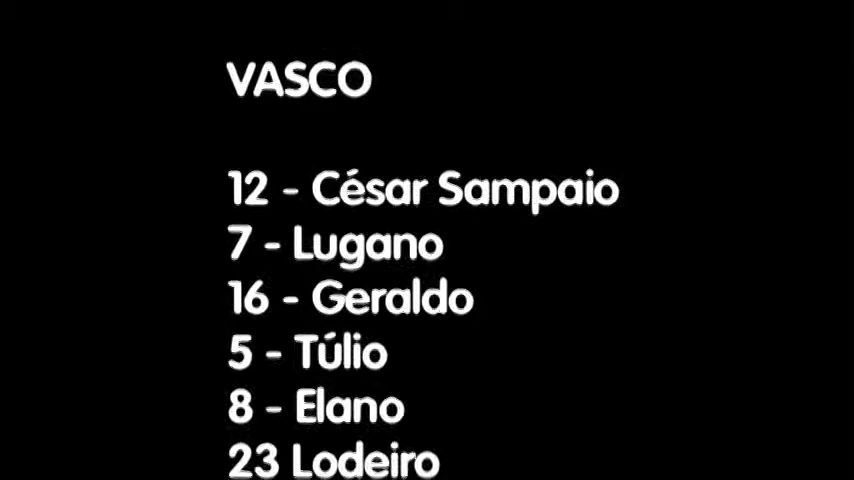 VASCO
12 - César Sampaio
7 - Lugano
16 - Geraldo
5 - Túlio
8 - Elano
23 Lodeiro